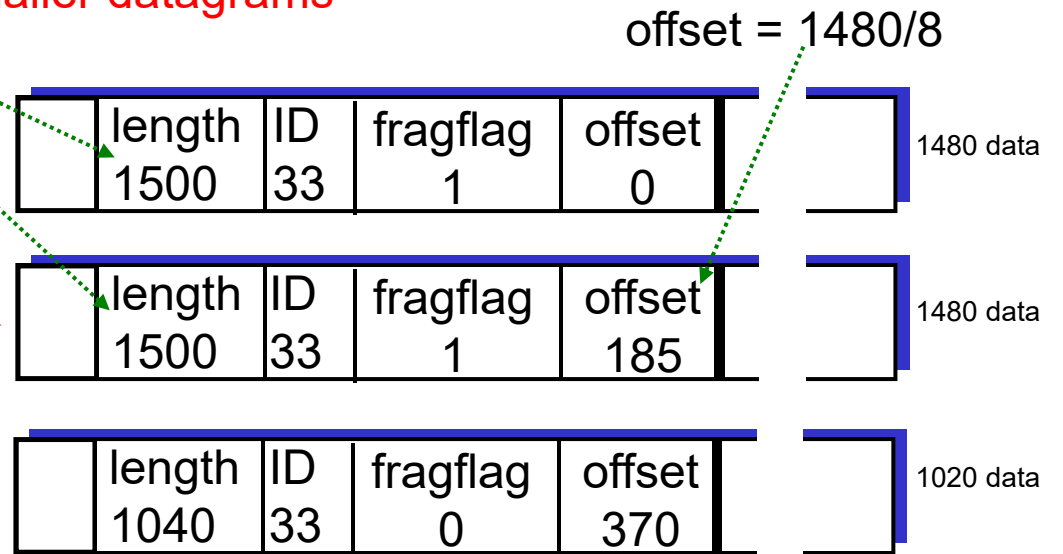 datagrams
offset = 1480/8
length ID fragflag offset
1500 33 1 0
1480 data
length ID fragflag offset
1500 33 1 185
1480 data
length ID fragflag offset
1040 33 0 370
1020 data